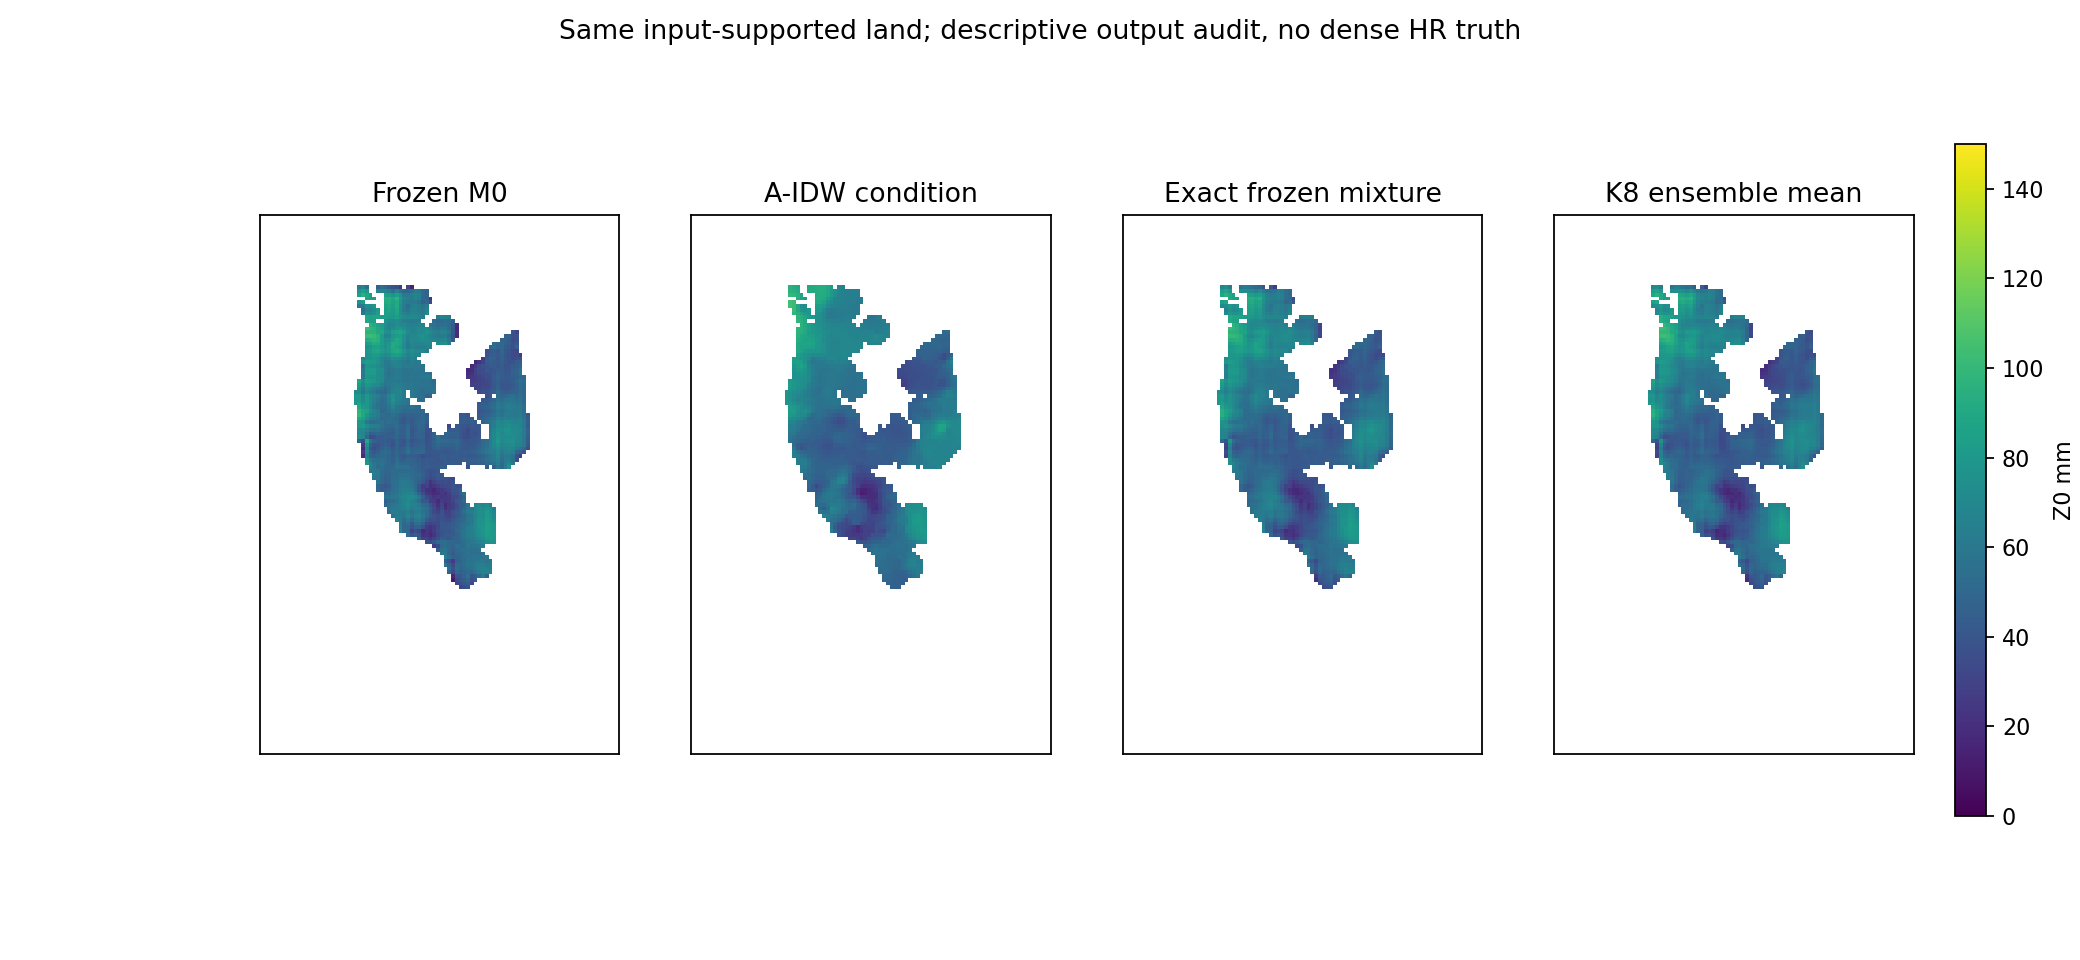 Same input-supported land; descriptive output audit, no dense HR truth
Frozen M0
A-IDW condition
Exact frozen mixture
K8 ensemble mean
140
120
100
80
60
40
20
0
Z0 mm